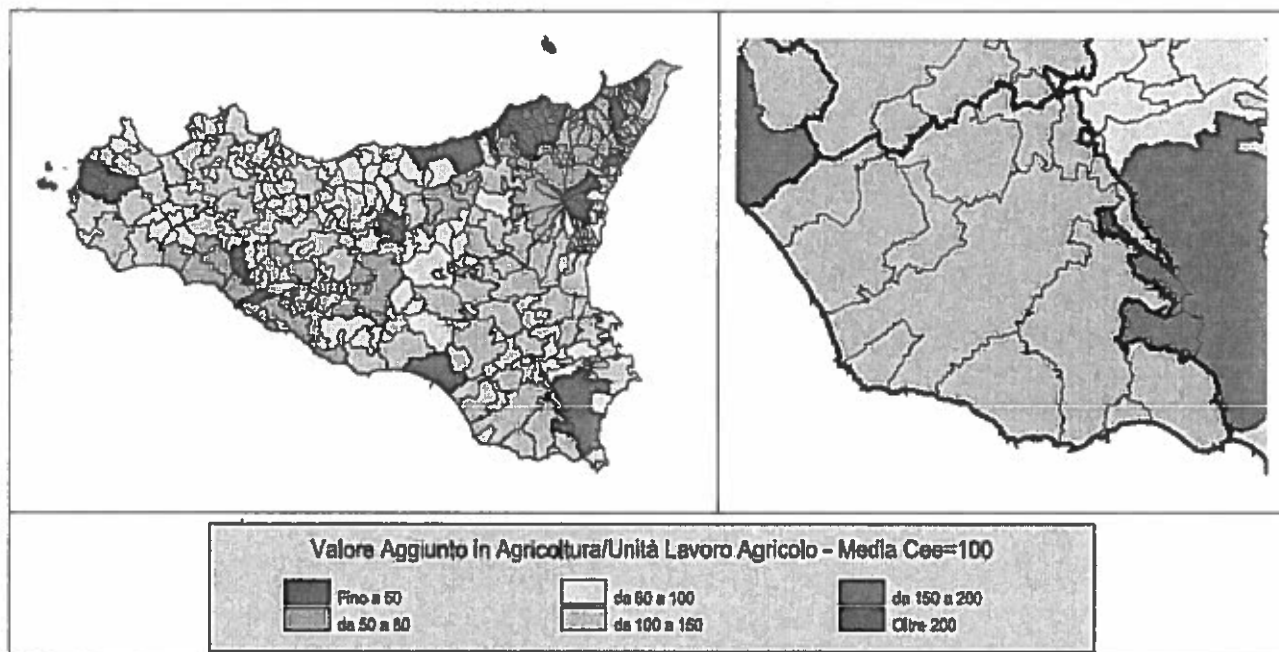 Valore Aggiunto in Agricoltura/Unità Lavoro Agricolo - Media Cee=100
Fino a 50
da 50 a 80
da 80 a 100
da 100 a 150
da 150 a 200
Oltre 200